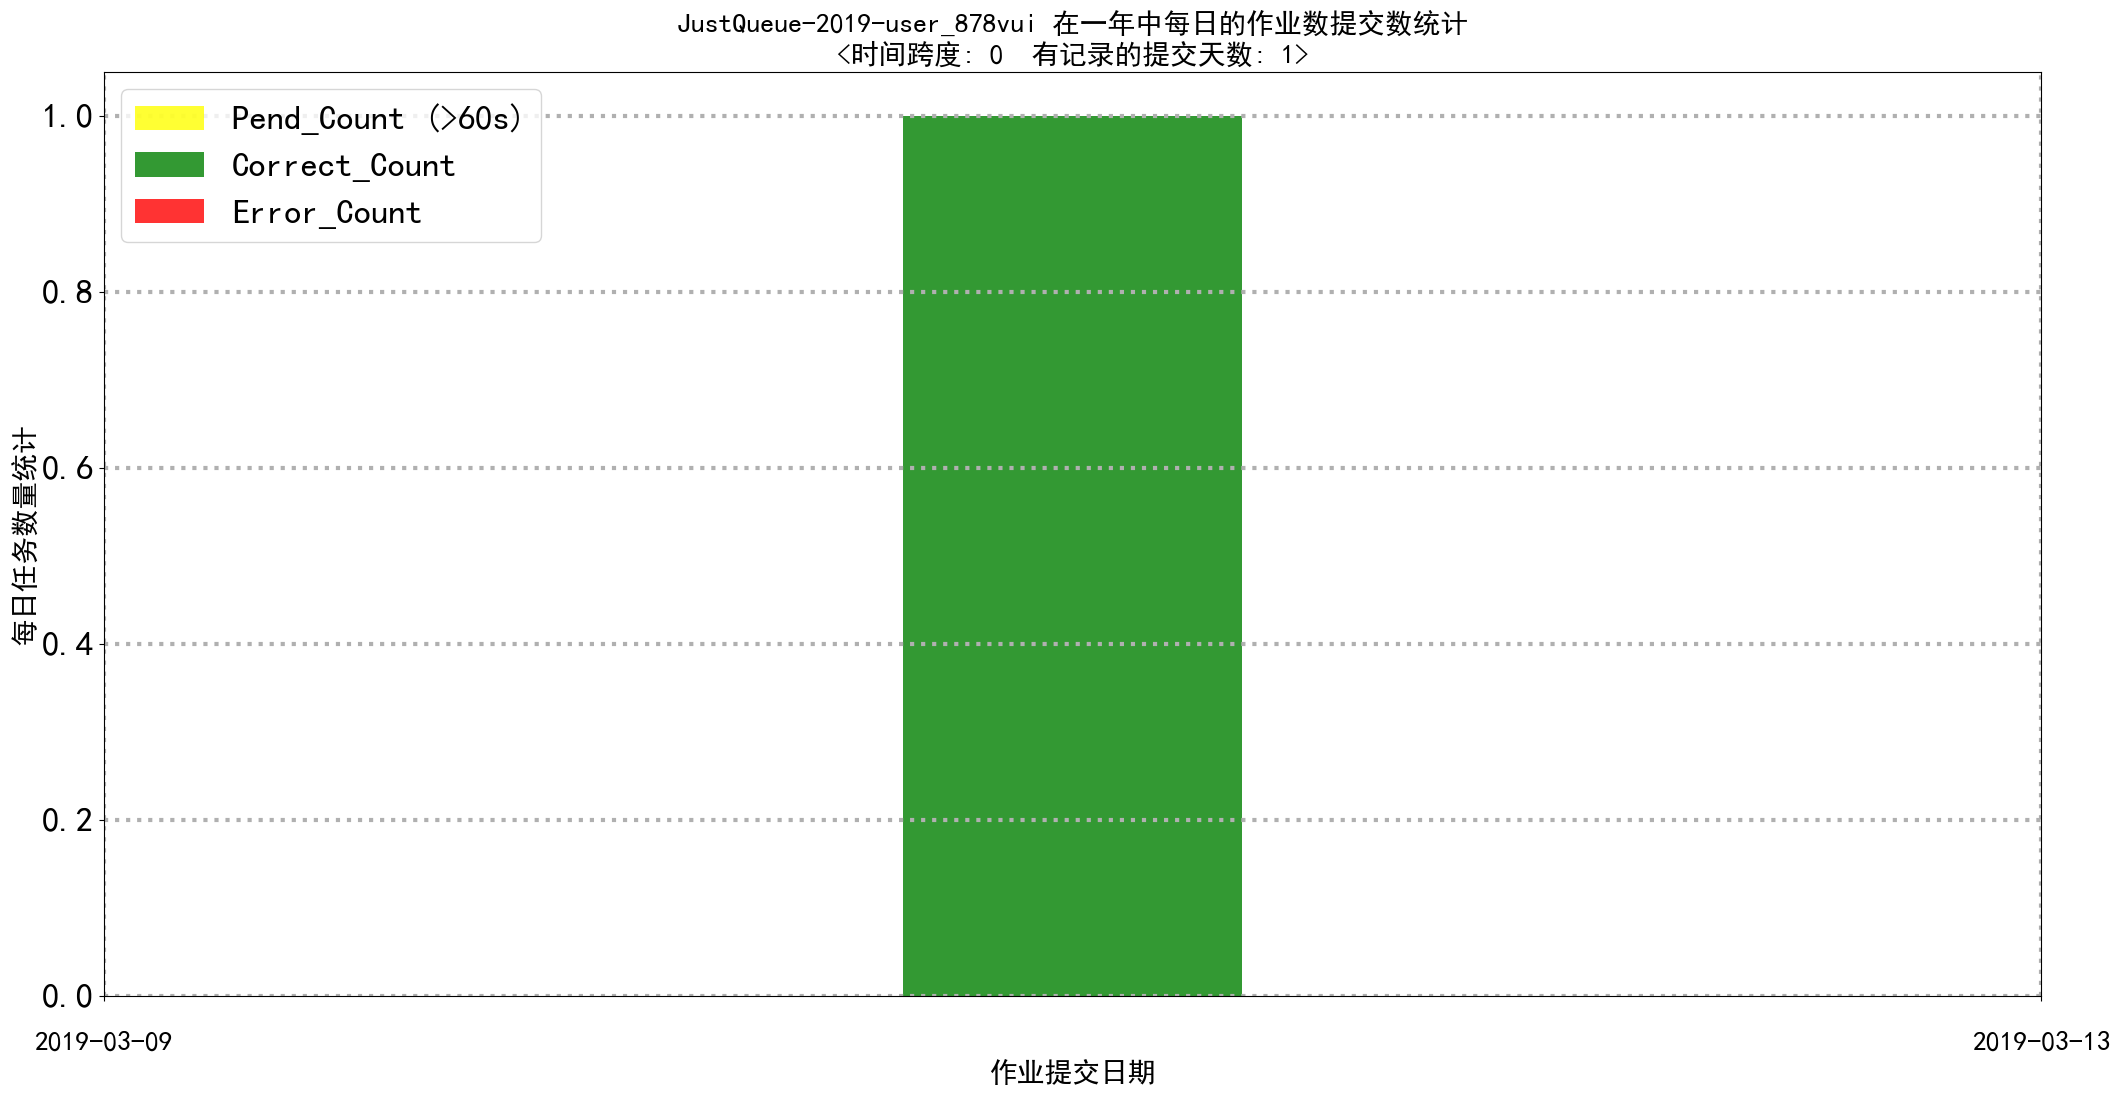 JustQueue-2019-user_878vui 在一年中每日的作业数提交数统计
<时间跨度: 0  有记录的提交天数: 1>
Pend_Count (>60s)
Correct_Count
Error_Count
1.0
0.8
0.6
0.4
0.2
0.0
每日任务数量统计
2019-03-09
2019-03-13
作业提交日期